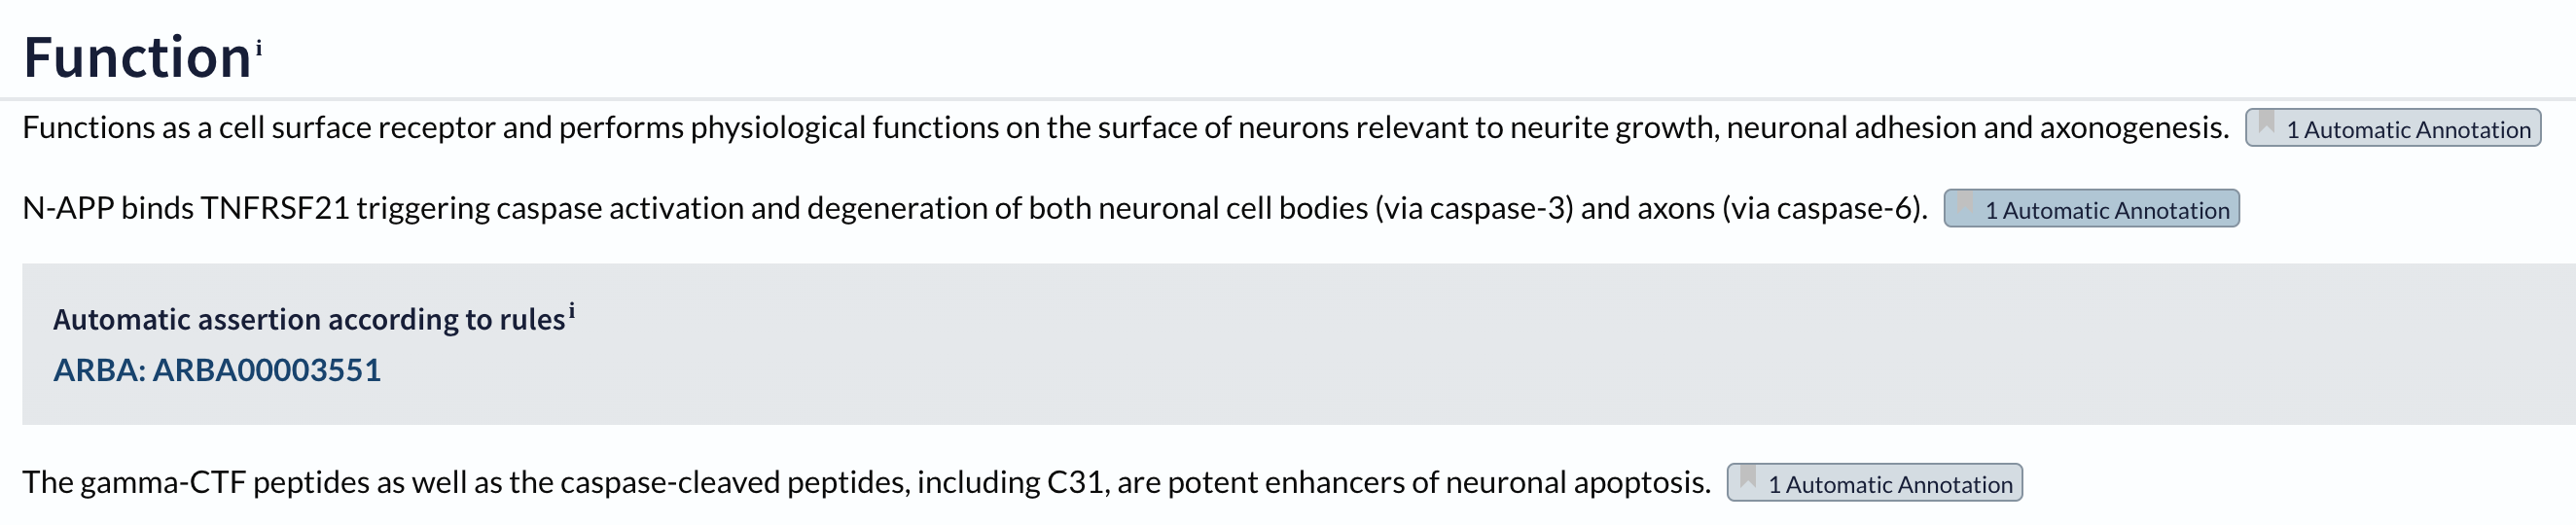 Functionⁱ
Functions as a cell surface receptor and performs physiological functions on the surface of neurons relevant to neurite growth, neuronal adhesion and axonogenesis. 1 Automatic Annotation
N-APP binds TNFRSF21 triggering caspase activation and degeneration of both neuronal cell bodies (via caspase-3) and axons (via caspase-6). 1 Automatic Annotation
Automatic assertion according to rulesⁱ
ARBA: ARBA00003551
The gamma-CTF peptides as well as the caspase-cleaved peptides, including C31, are potent enhancers of neuronal apoptosis. 1 Automatic Annotation